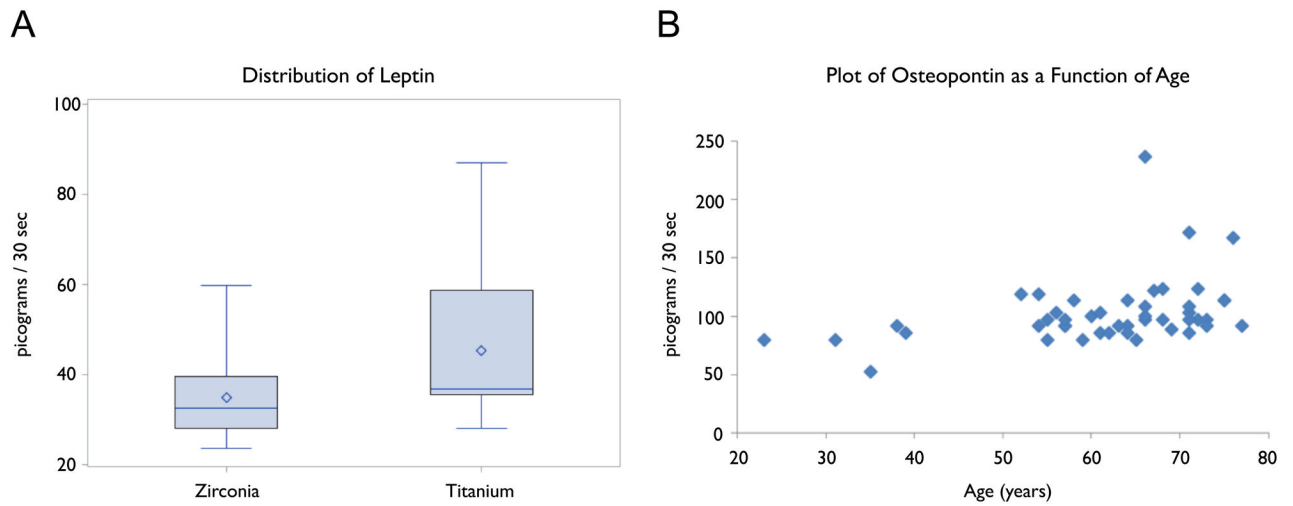 A
Distribution of Leptin
picograms / 30 sec
100
80
60
40
20
Zirconia
Titanium
B
Plot of Osteopontin as a Function of Age
picograms / 30 sec
250
200
150
100
50
0
20 30 40 50 60 70 80
Age (years)